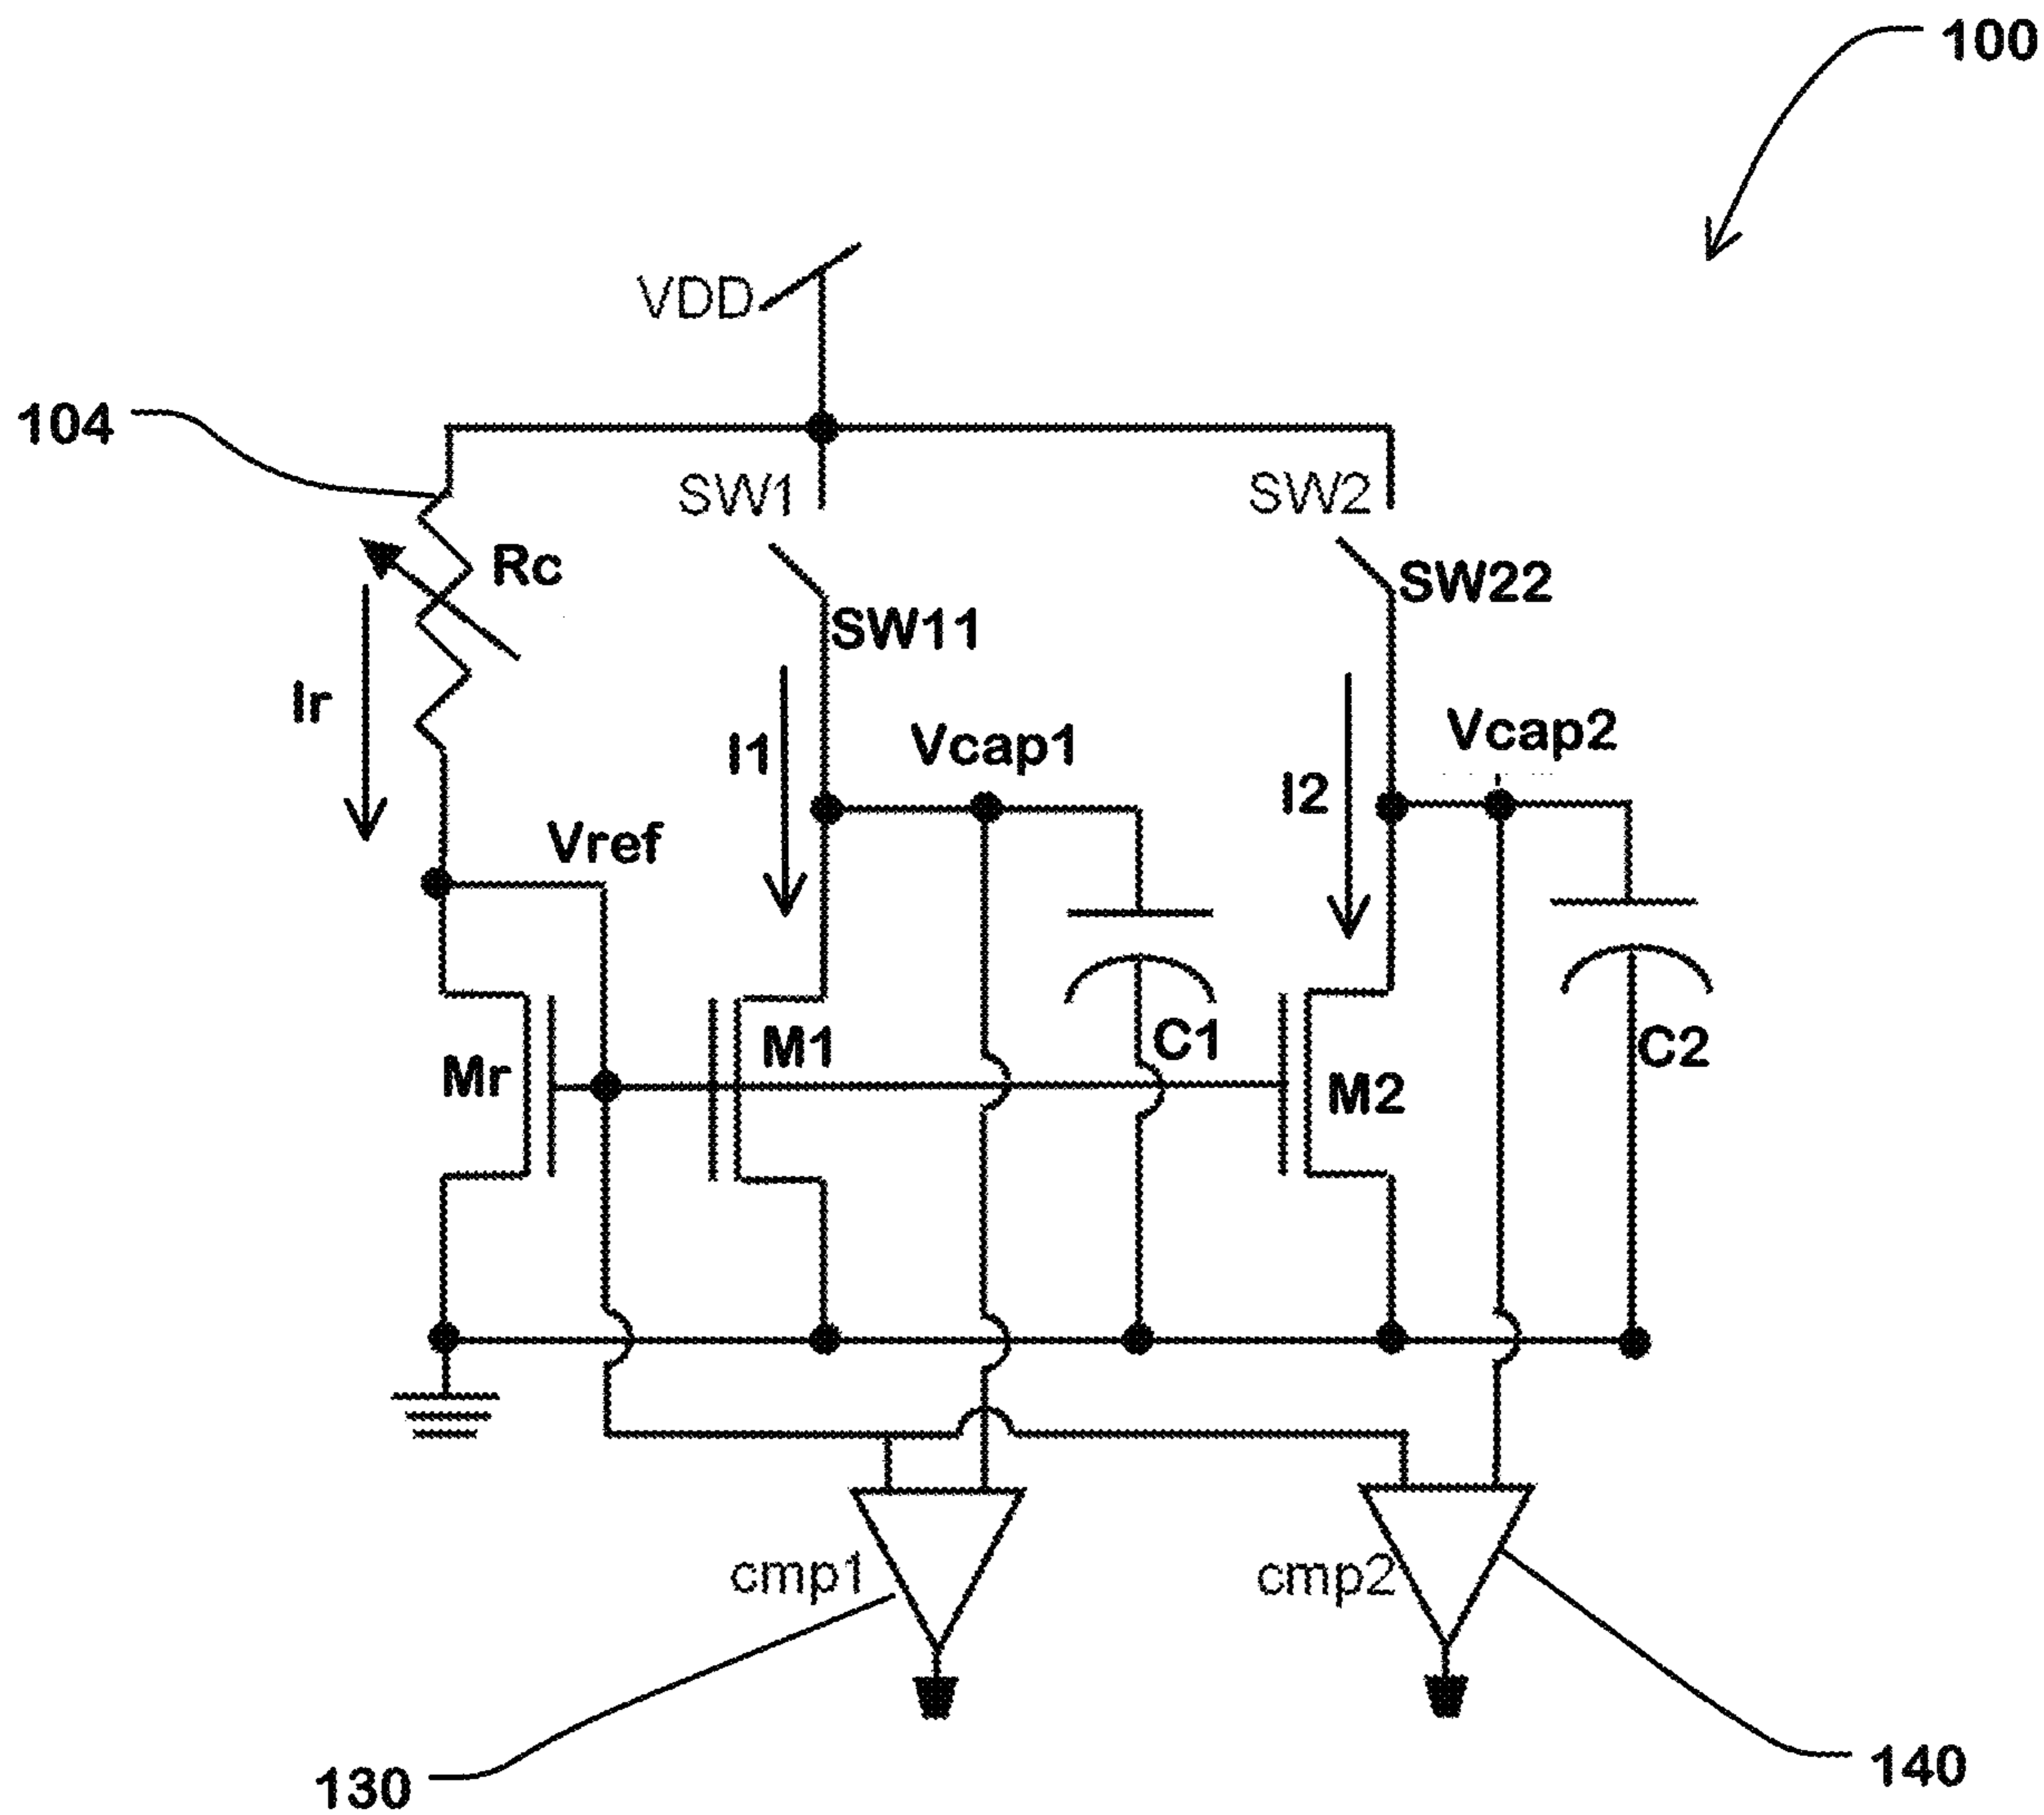 100
VDD
104
SW1
SW2
Rc
SW22
SW11
Ir
I1
Vcap1
Vcap2
I2
Vref
Mr
M1
C1
M2
C2
cmp1
cmp2
130
140